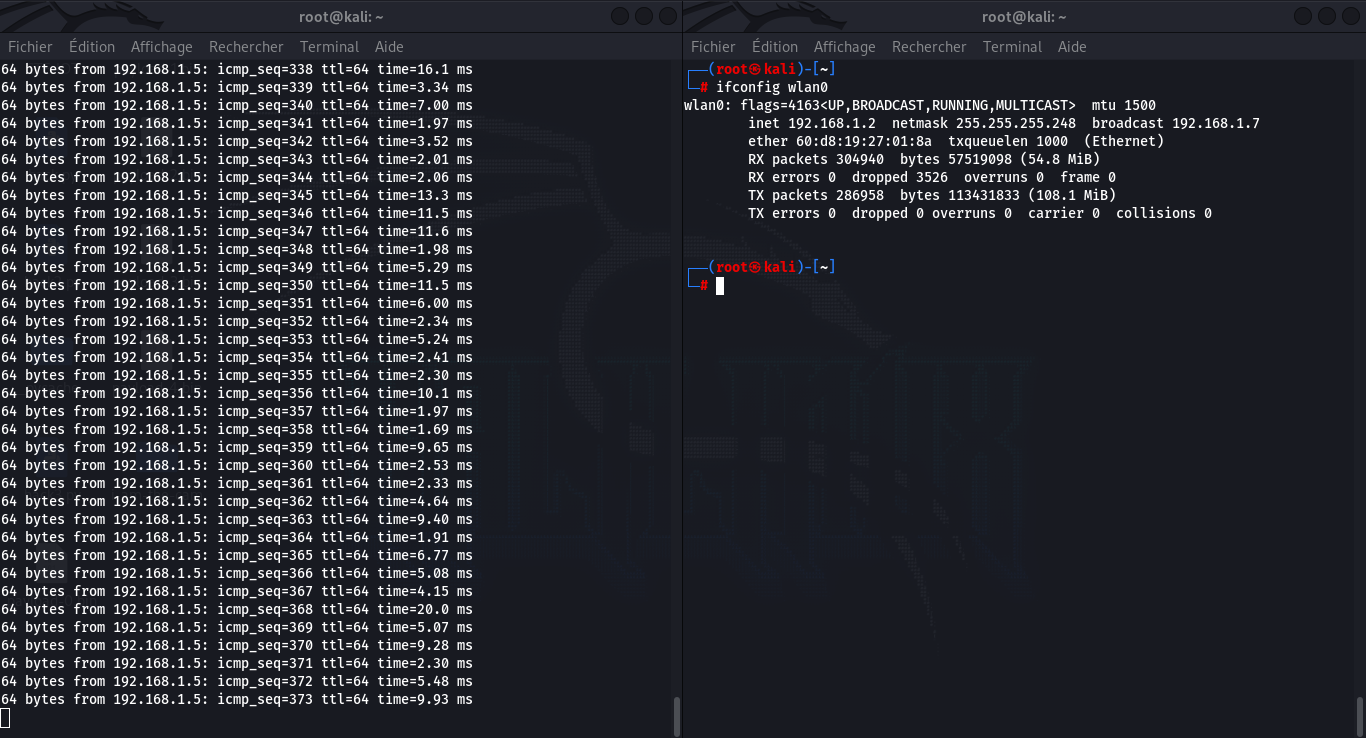 root@kali: ~
Fichier Édition Affichage Rechercher Terminal Aide
64 bytes from 192.168.1.5: icmp_seq=338 ttl=64 time=16.1 ms
64 bytes from 192.168.1.5: icmp_seq=339 ttl=64 time=3.34 ms
64 bytes from 192.168.1.5: icmp_seq=340 ttl=64 time=7.00 ms
64 bytes from 192.168.1.5: icmp_seq=341 ttl=64 time=1.97 ms
64 bytes from 192.168.1.5: icmp_seq=342 ttl=64 time=3.52 ms
64 bytes from 192.168.1.5: icmp_seq=343 ttl=64 time=2.01 ms
64 bytes from 192.168.1.5: icmp_seq=344 ttl=64 time=2.06 ms
64 bytes from 192.168.1.5: icmp_seq=345 ttl=64 time=13.3 ms
64 bytes from 192.168.1.5: icmp_seq=346 ttl=64 time=11.5 ms
64 bytes from 192.168.1.5: icmp_seq=347 ttl=64 time=11.6 ms
64 bytes from 192.168.1.5: icmp_seq=348 ttl=64 time=1.98 ms
64 bytes from 192.168.1.5: icmp_seq=349 ttl=64 time=5.29 ms
64 bytes from 192.168.1.5: icmp_seq=350 ttl=64 time=11.5 ms
64 bytes from 192.168.1.5: icmp_seq=351 ttl=64 time=6.00 ms
64 bytes from 192.168.1.5: icmp_seq=352 ttl=64 time=2.34 ms
64 bytes from 192.168.1.5: icmp_seq=353 ttl=64 time=5.24 ms
64 bytes from 192.168.1.5: icmp_seq=354 ttl=64 time=2.41 ms
64 bytes from 192.168.1.5: icmp_seq=355 ttl=64 time=2.30 ms
64 bytes from 192.168.1.5: icmp_seq=356 ttl=64 time=10.1 ms
64 bytes from 192.168.1.5: icmp_seq=357 ttl=64 time=1.97 ms
64 bytes from 192.168.1.5: icmp_seq=358 ttl=64 time=1.69 ms
64 bytes from 192.168.1.5: icmp_seq=359 ttl=64 time=9.65 ms
64 bytes from 192.168.1.5: icmp_seq=360 ttl=64 time=2.53 ms
64 bytes from 192.168.1.5: icmp_seq=361 ttl=64 time=2.33 ms
64 bytes from 192.168.1.5: icmp_seq=362 ttl=64 time=4.64 ms
64 bytes from 192.168.1.5: icmp_seq=363 ttl=64 time=9.40 ms
64 bytes from 192.168.1.5: icmp_seq=364 ttl=64 time=1.91 ms
64 bytes from 192.168.1.5: icmp_seq=365 ttl=64 time=6.77 ms
64 bytes from 192.168.1.5: icmp_seq=366 ttl=64 time=5.08 ms
64 bytes from 192.168.1.5: icmp_seq=367 ttl=64 time=4.15 ms
64 bytes from 192.168.1.5: icmp_seq=368 ttl=64 time=20.0 ms
64 bytes from 192.168.1.5: icmp_seq=369 ttl=64 time=5.07 ms
64 bytes from 192.168.1.5: icmp_seq=370 ttl=64 time=9.28 ms
64 bytes from 192.168.1.5: icmp_seq=371 ttl=64 time=2.30 ms
64 bytes from 192.168.1.5: icmp_seq=372 ttl=64 time=5.48 ms
64 bytes from 192.168.1.5: icmp_seq=373 ttl=64 time=9.93 ms
root@kali: ~
Fichier Édition Affichage Rechercher Terminal Aide
┌──(root㉿kali)-[~]
└─# ifconfig wlan0
wlan0: flags=4163<UP,BROADCAST,RUNNING,MULTICAST>  mtu 1500
        inet 192.168.1.2  netmask 255.255.255.248  broadcast 192.168.1.7
        ether 60:d8:19:27:01:8a  txqueuelen 1000  (Ethernet)
        RX packets 304940  bytes 57519098 (54.8 MiB)
        RX errors 0  dropped 3526  overruns 0  frame 0
        TX packets 286958  bytes 113431833 (108.1 MiB)
        TX errors 0  dropped 0 overruns 0  carrier 0  collisions 0
┌──(root㉿kali)-[~]
└─#